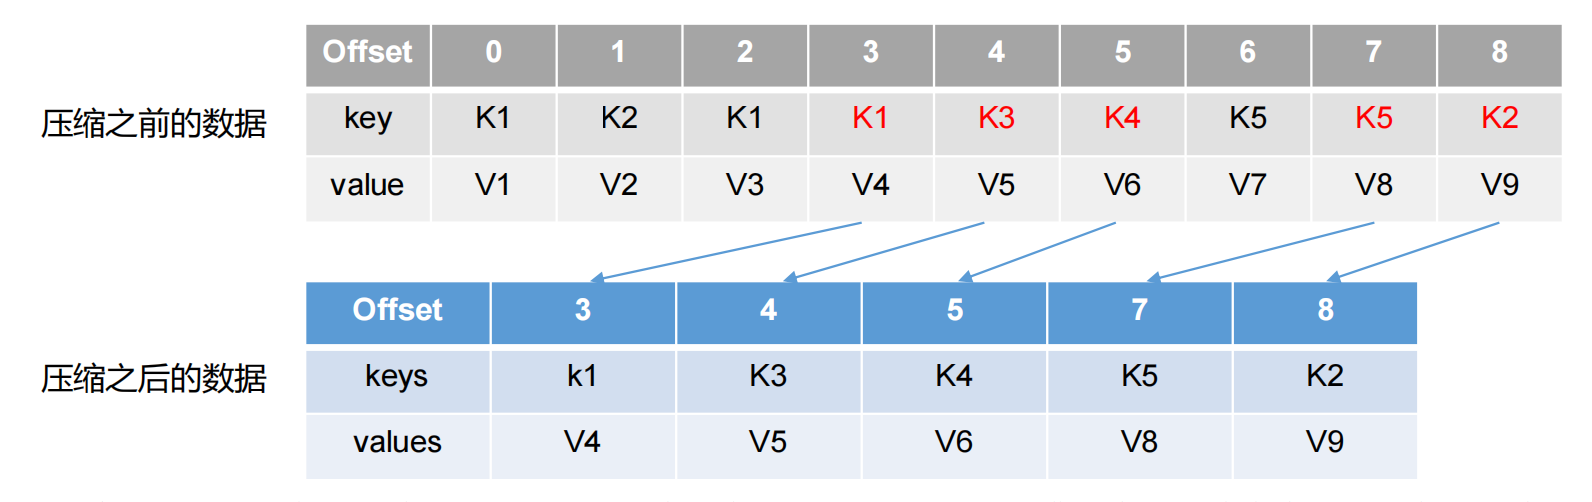 Offset 0 1 2 3 4 5 6 7 8
压缩之前的数据 key K1 K2 K1 K1 K3 K4 K5 K5 K2
value V1 V2 V3 V4 V5 V6 V7 V8 V9
Offset 3 4 5 7 8
压缩之后的数据 keys k1 K3 K4 K5 K2
values V4 V5 V6 V8 V9